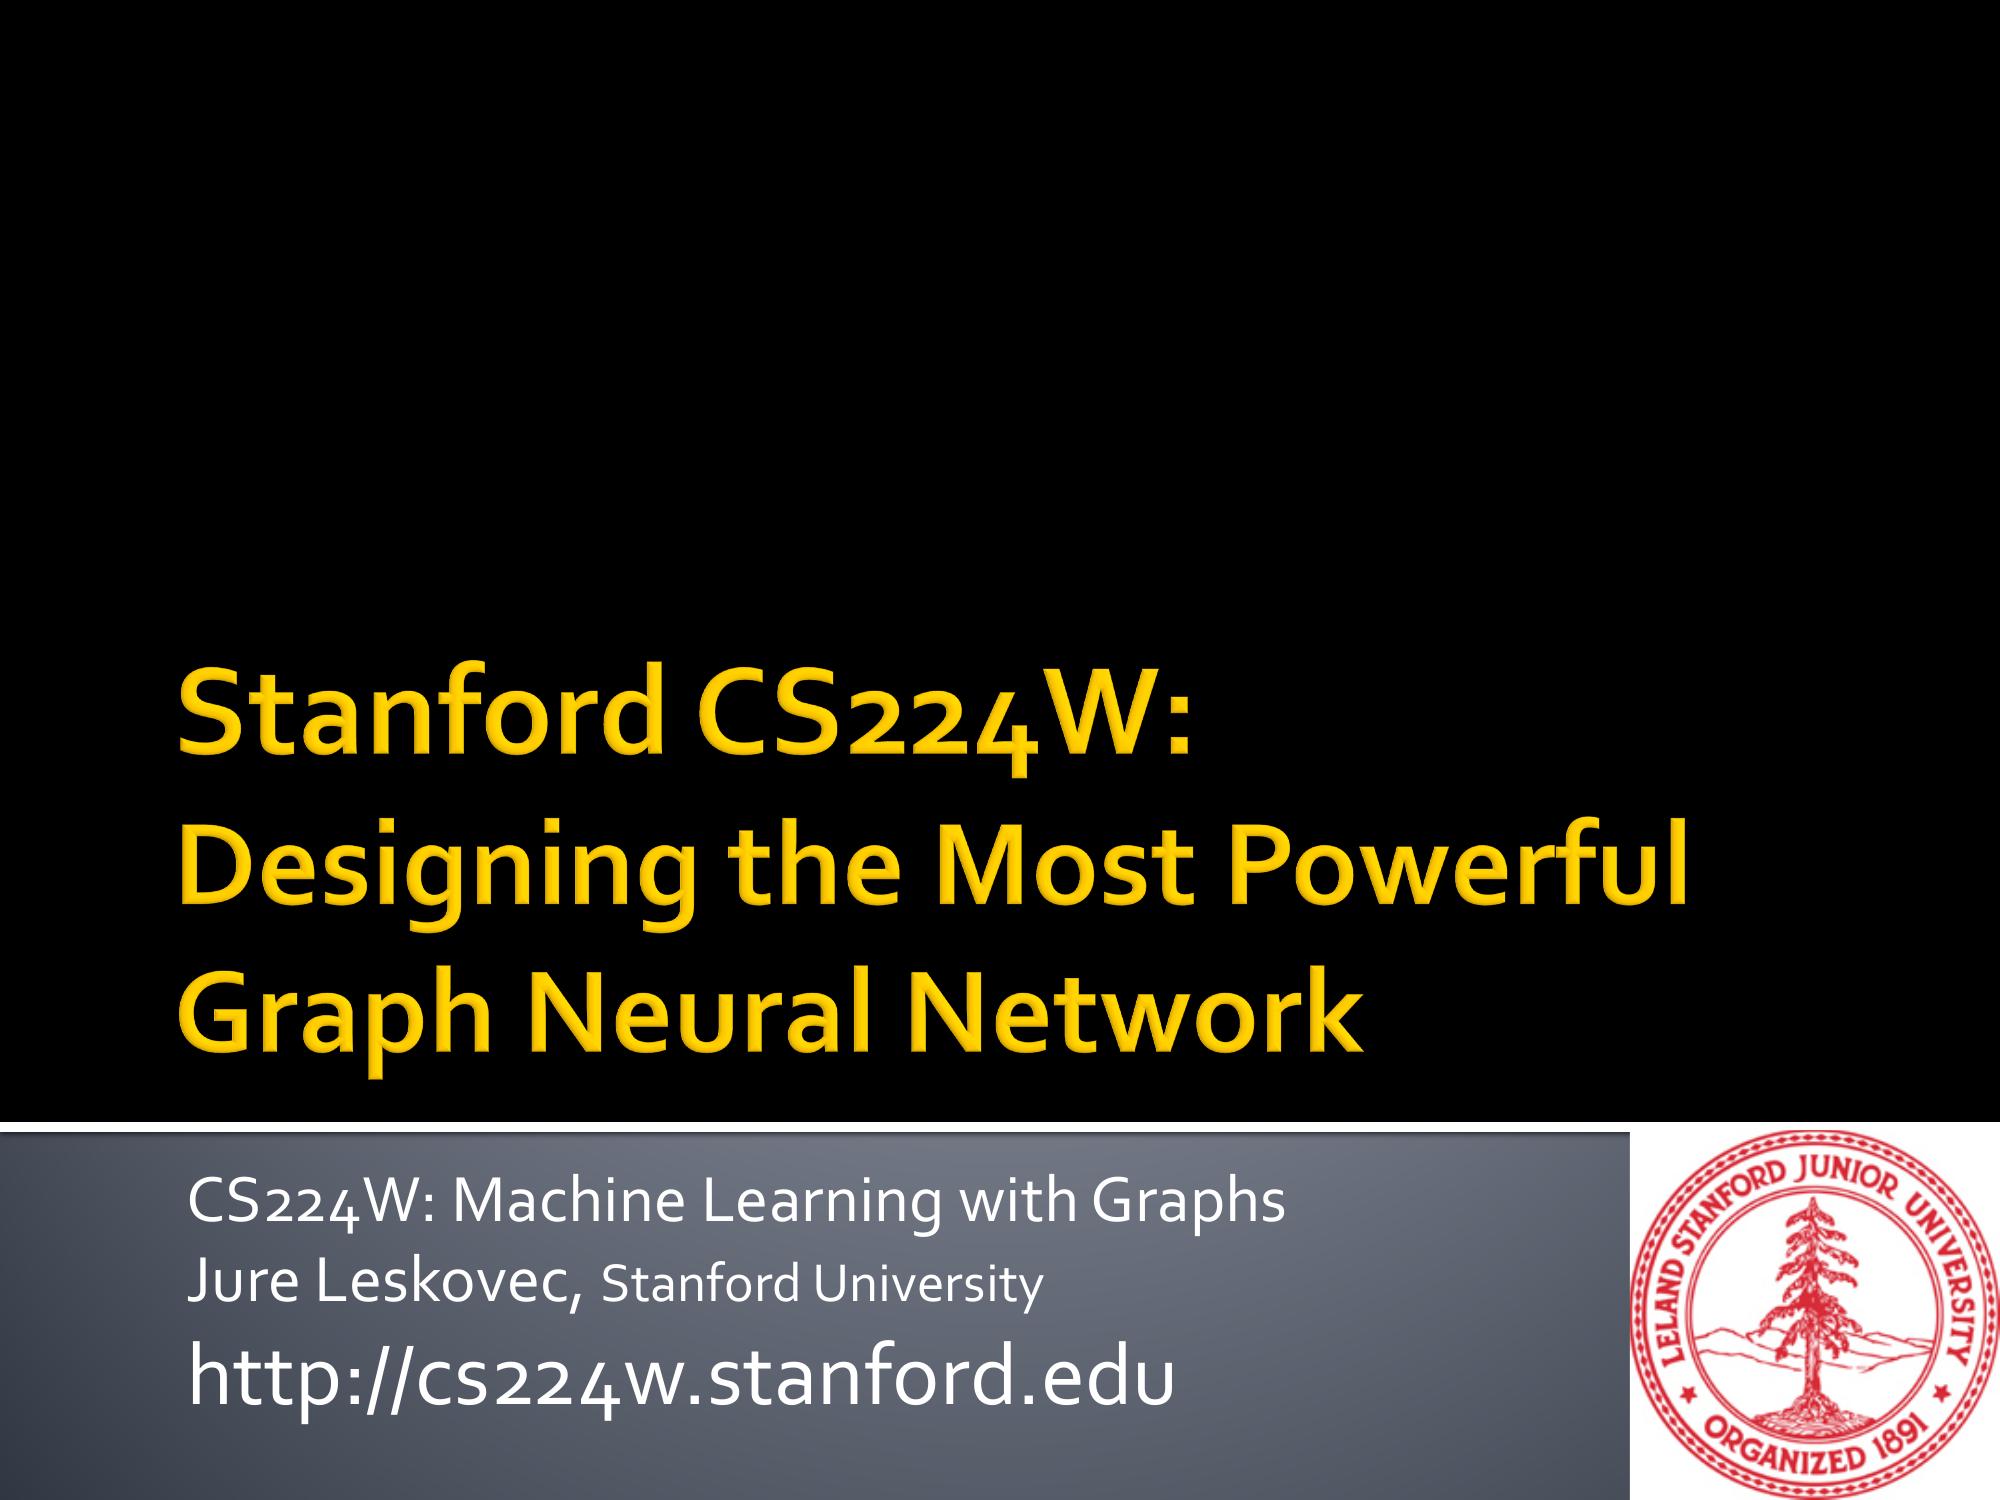 Stanford CS224W:
Designing the Most Powerful
Graph Neural Network
CS224W: Machine Learning with Graphs
Jure Leskovec, Stanford University
http://cs224w.stanford.edu
LELAND STANFORD JUNIOR UNIVERSITY
ORGANIZED 1891